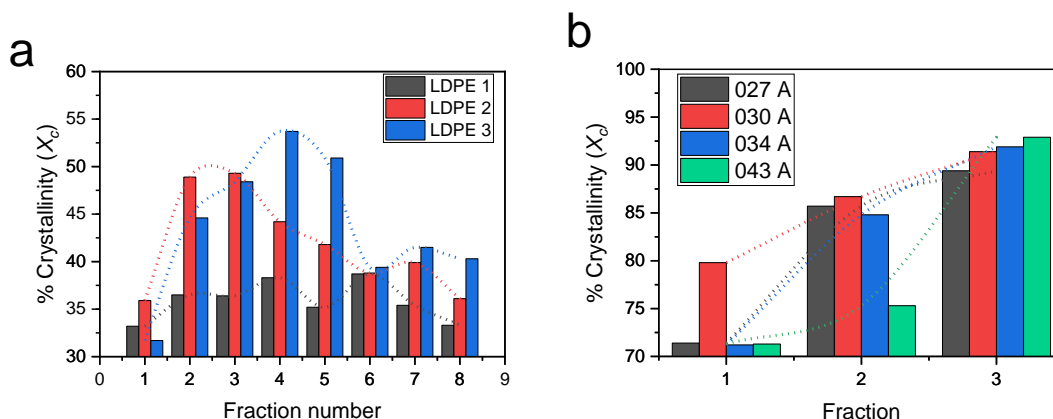 a
60
55
50
45
40
35
30
% Crystallinity (Xc)
LDPE 1
LDPE 2
LDPE 3
0 1 2 3 4 5 6 7 8 9
Fraction number
b
100
95
90
85
80
75
70
% Crystallinity (Xc)
027 A
030 A
034 A
043 A
1 2 3
Fraction